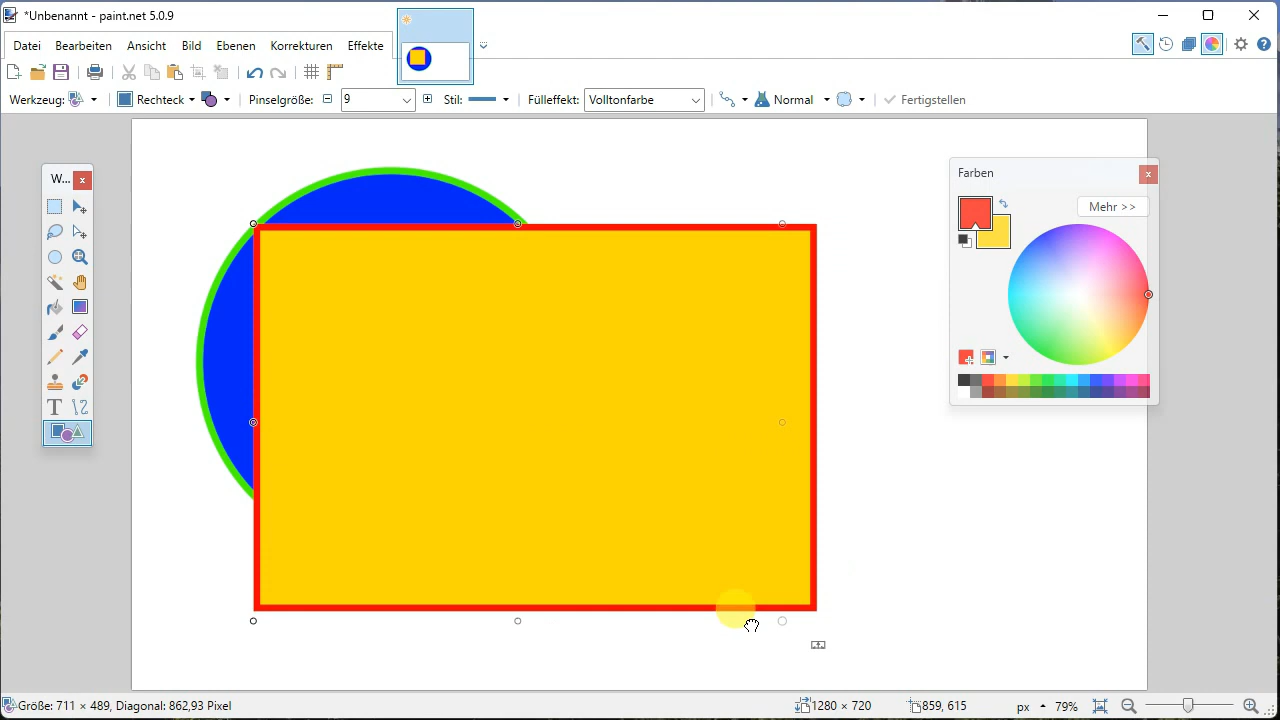 *Unbenannt - paint.net 5.0.9
Datei Bearbeiten Ansicht Bild Ebenen Korrekturen Effekte
Werkzeug: Rechteck Pinselgröße: 9 Stil: Fülleffekt: Volltonfarbe Normal Fertigstellen
W...
Farben
Mehr >>
T
Größe: 711 × 489, Diagonal: 862,93 Pixel 1280 × 720 859, 615 px 79%